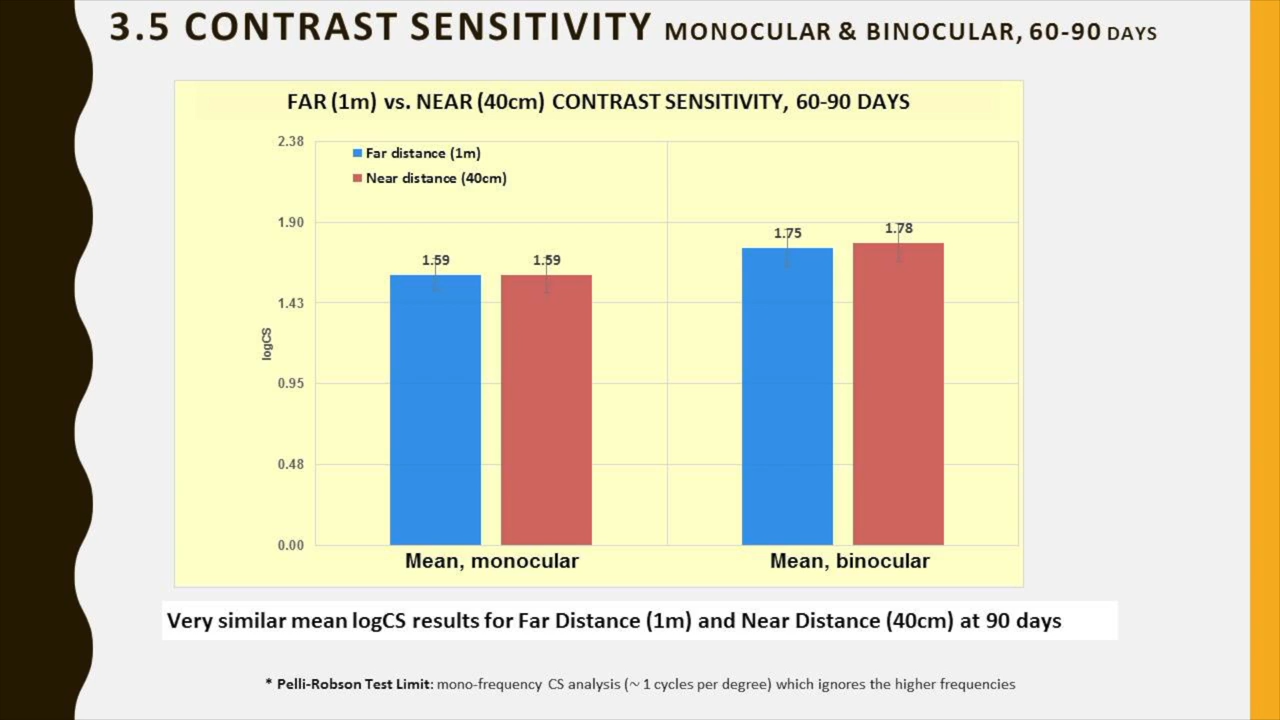 3.5 CONTRAST SENSITIVITY MONOCULAR & BINOCULAR, 60-90 DAYS
FAR (1m) vs. NEAR (40cm) CONTRAST SENSITIVITY, 60-90 DAYS
2.38
Far distance (1m)
Near distance (40cm)
1.90
1.75
1.78
1.59
1.59
1.43
logCS
0.95
0.48
0.00
Mean, monocular
Mean, binocular
Very similar mean logCS results for Far Distance (1m) and Near Distance (40cm) at 90 days
* Pelli-Robson Test Limit: mono-frequency CS analysis (~ 1 cycles per degree) which ignores the higher frequencies